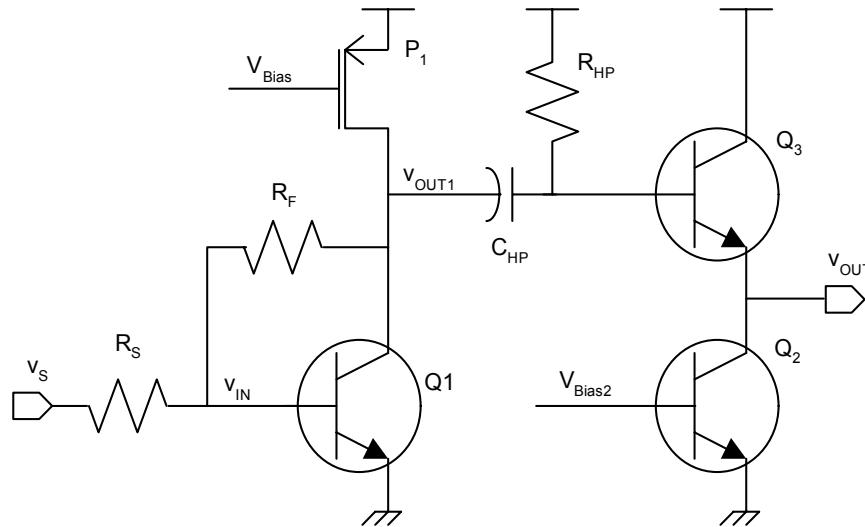 P1
VBias
RHP
Q3
vOUT1
RF
CHP
vOUT
Q2
vS
RS
vIN
Q1
VBias2